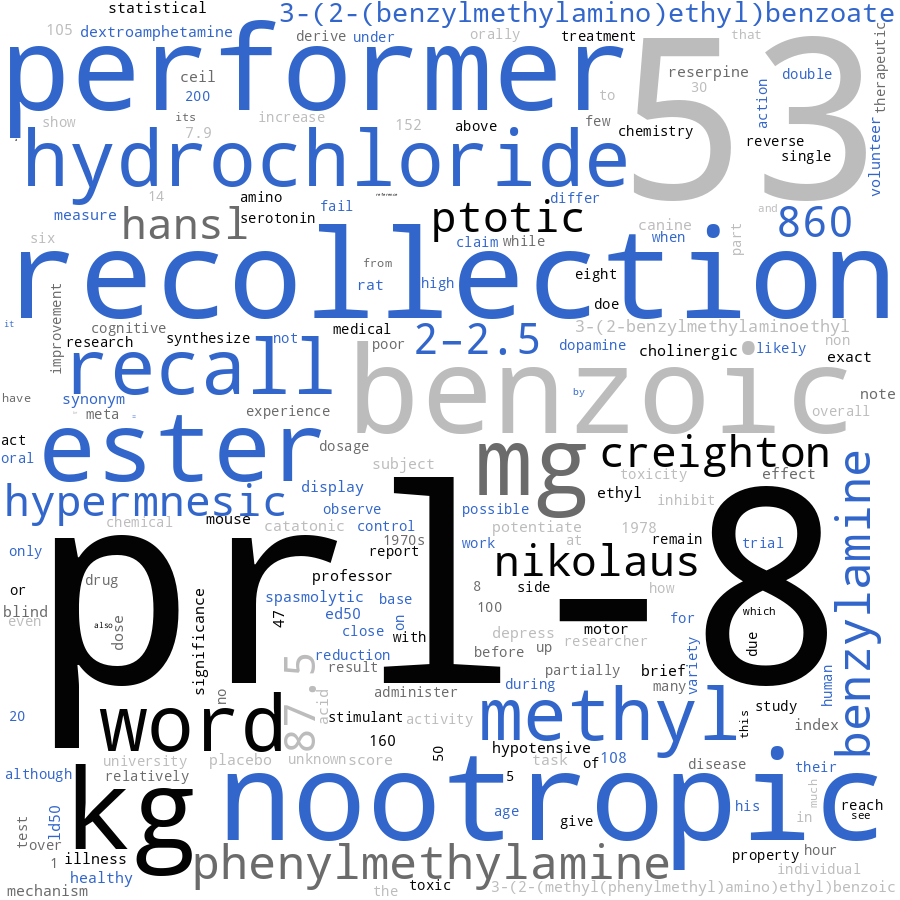 statistical
3-(2-(benzylmethylamino)ethyl)benzoate
105
dextroamphetamine
derive
under
orally
treatment
that
therapeutic
performer
53
ceil
reserpine
double
200
30
action
to
its
increase
show
7.9
152
above
few
chemistry
reverse
volunteer
single
hydrochloride
reference
14
amino
differ
measure
hansl
serotonin
fail
ptotic
and
860
canine
six
claim
while
when
part
recollection
from
rat
high
eight
doe
improvement
it
cognitive
medical
3-(2-benzylmethylaminoethyl
research
synthesize
not
poor
2–2.5
dopamine
cholinergic
likely
non
exact
recall
benzoic
have
synonym
by
note
meta
experience
overall
act
ester
dosage
oral
subject
mg
creighton
toxicity
effect
hypermnesic
display
ethyl
inhibit
benzylamine
chemical
mouse
observe
possible
catatonic
control
1970s
potentiate
at
1978
remain
only
report
work
trial
prl-8
nikolaus
or
drug
professor
8
side
how
blind
spasmolytic
base
even
also
dose
significance
47
ed50
100
which
close
on
with
depress
motor
for
due
researcher
before
up
reduction
result
partially
brief
variety
human
no
87.5
acid
administer
during
many
20
word
stimulant
activity
methyl
this
study
index
160
50
hypotensive
university
placebo
unknown
score
task
of
108
disease
their
although
relatively
kg
nootropic
5
much
ld50
age
his
reach
test
give
in
see
over
1
illness
phenylmethylamine
property
hour
healthy
individual
mechanism
the
toxic
3-(2-(methyl(phenylmethyl)amino)ethyl)benzoic